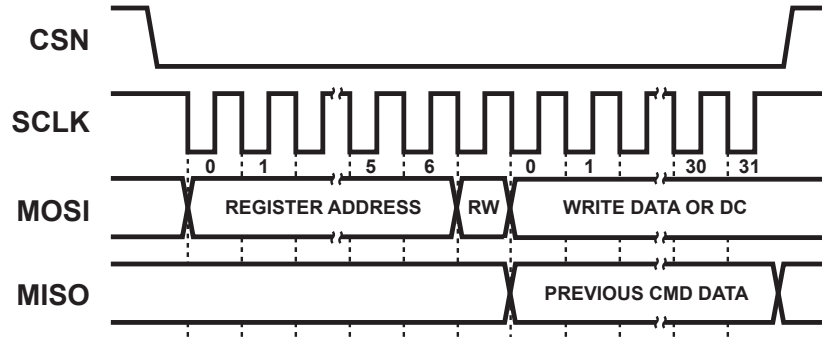 CSN
SCLK
0 1 5 6 0 1 30 31
MOSI
REGISTER ADDRESS RW WRITE DATA OR DC
MISO
PREVIOUS CMD DATA